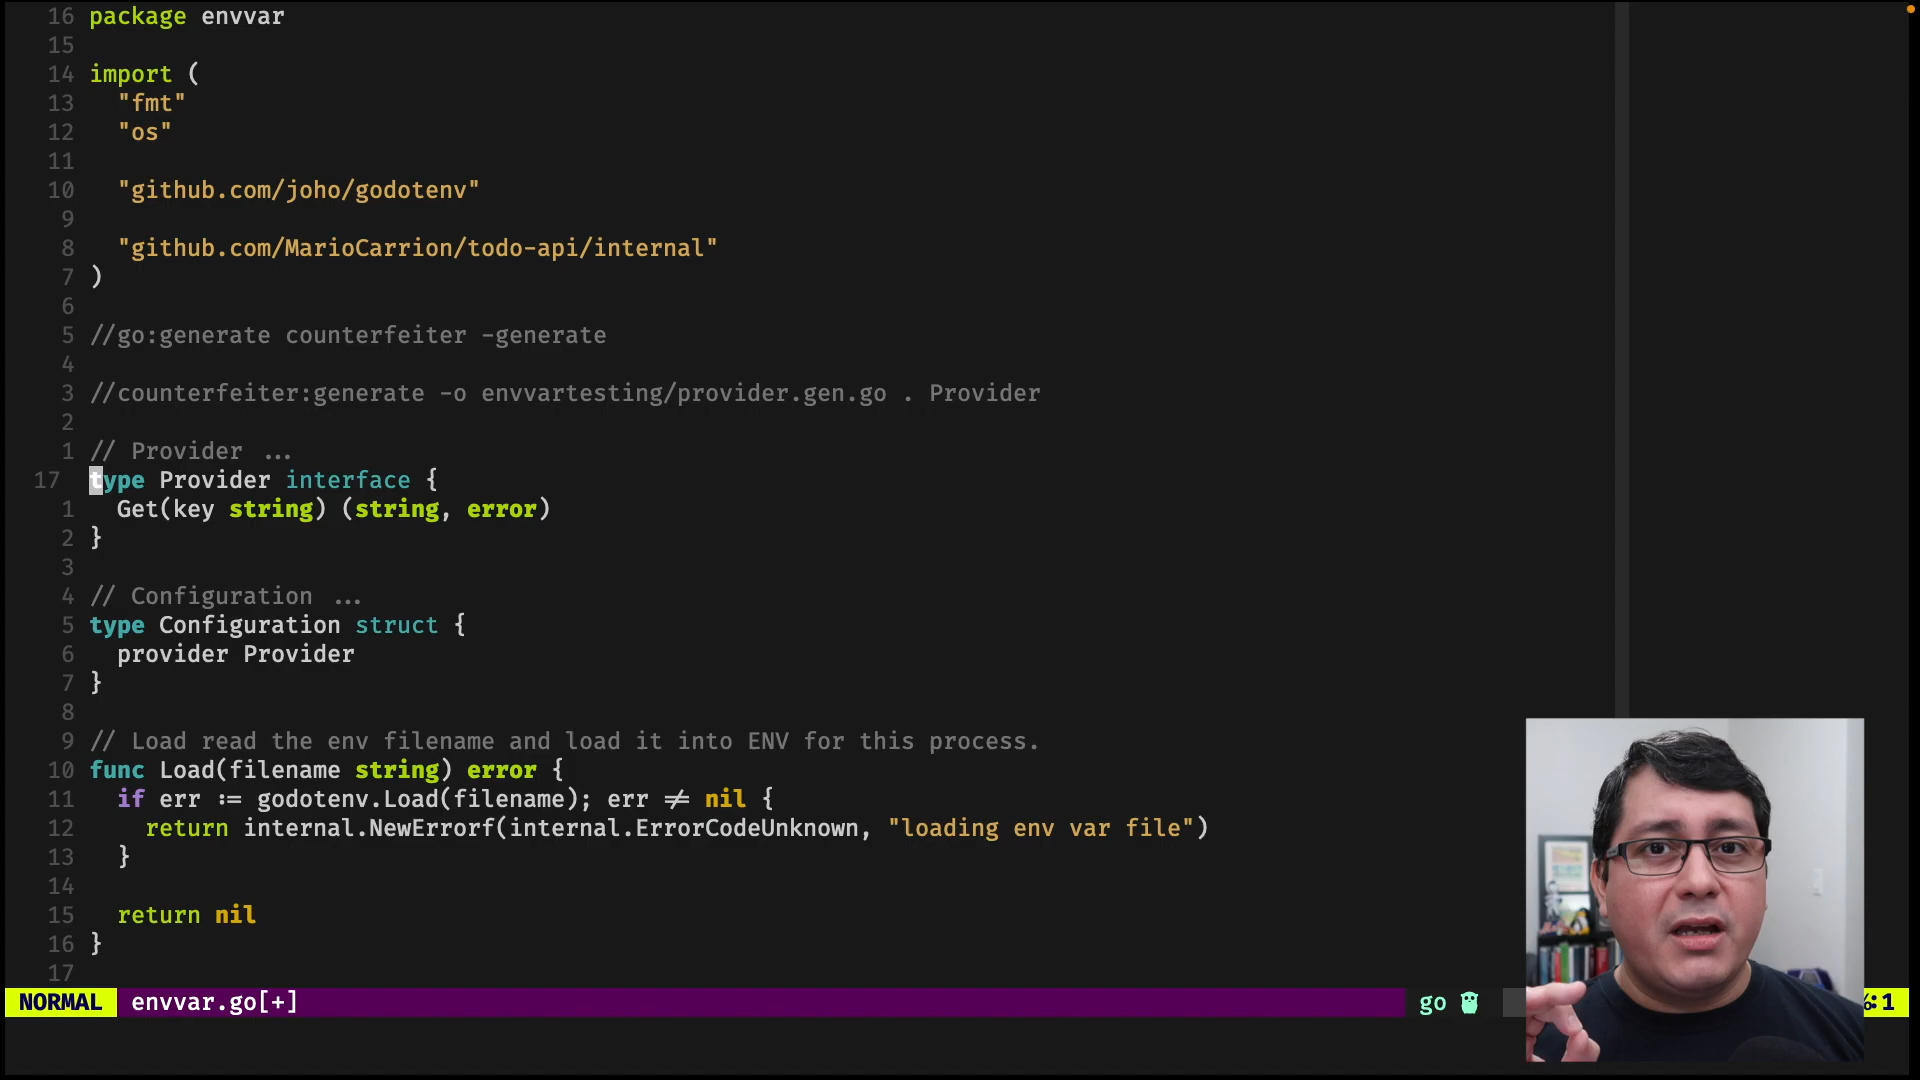 16 package envvar
15
14 import (
13 "fmt"
12 "os"
11
10 "github.com/joho/godotenv"
9
8 "github.com/MarioCarrion/todo-api/internal"
7 )
6
5 //go:generate counterfeiter -generate
4
3 //counterfeiter:generate -o envvartesting/provider.gen.go . Provider
2
1 // Provider ...
17 type Provider interface {
1 Get(key string) (string, error)
2 }
3
4 // Configuration ...
5 type Configuration struct {
6 provider Provider
7 }
8
9 // Load read the env filename and load it into ENV for this process.
10 func Load(filename string) error {
11 if err := godotenv.Load(filename); err ≠ nil {
12 return internal.NewErrorf(internal.ErrorCodeUnknown, "loading env var file")
13 }
14
15 return nil
16 }
17
NORMAL envvar.go[+] go :1